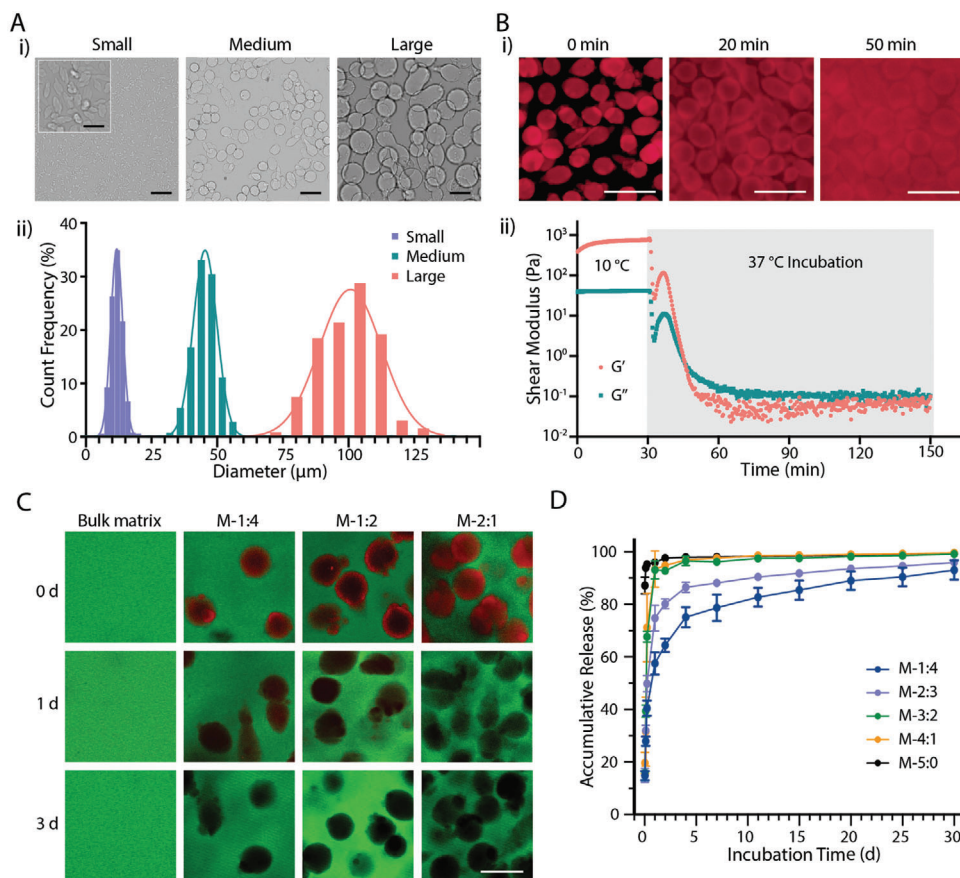 A
i)
Small
Medium
Large
ii)
Count Frequency (%)
40
30
20
10
0
Small
Medium
Large
0
25
50
75
100
125
Diameter (µm)
B
i)
0 min
20 min
50 min
ii)
Shear Modulus (Pa)
10³
10²
10¹
10⁰
10⁻¹
10⁻²
10 °C
37 °C Incubation
G′
G″
0
30
60
90
120
150
Time (min)
C
Bulk matrix
M-1:4
M-1:2
M-2:1
0 d
1 d
3 d
D
Accumulative Release (%)
100
80
60
40
20
0
M-1:4
M-2:3
M-3:2
M-4:1
M-5:0
0
5
10
15
20
25
30
Incubation Time (d)